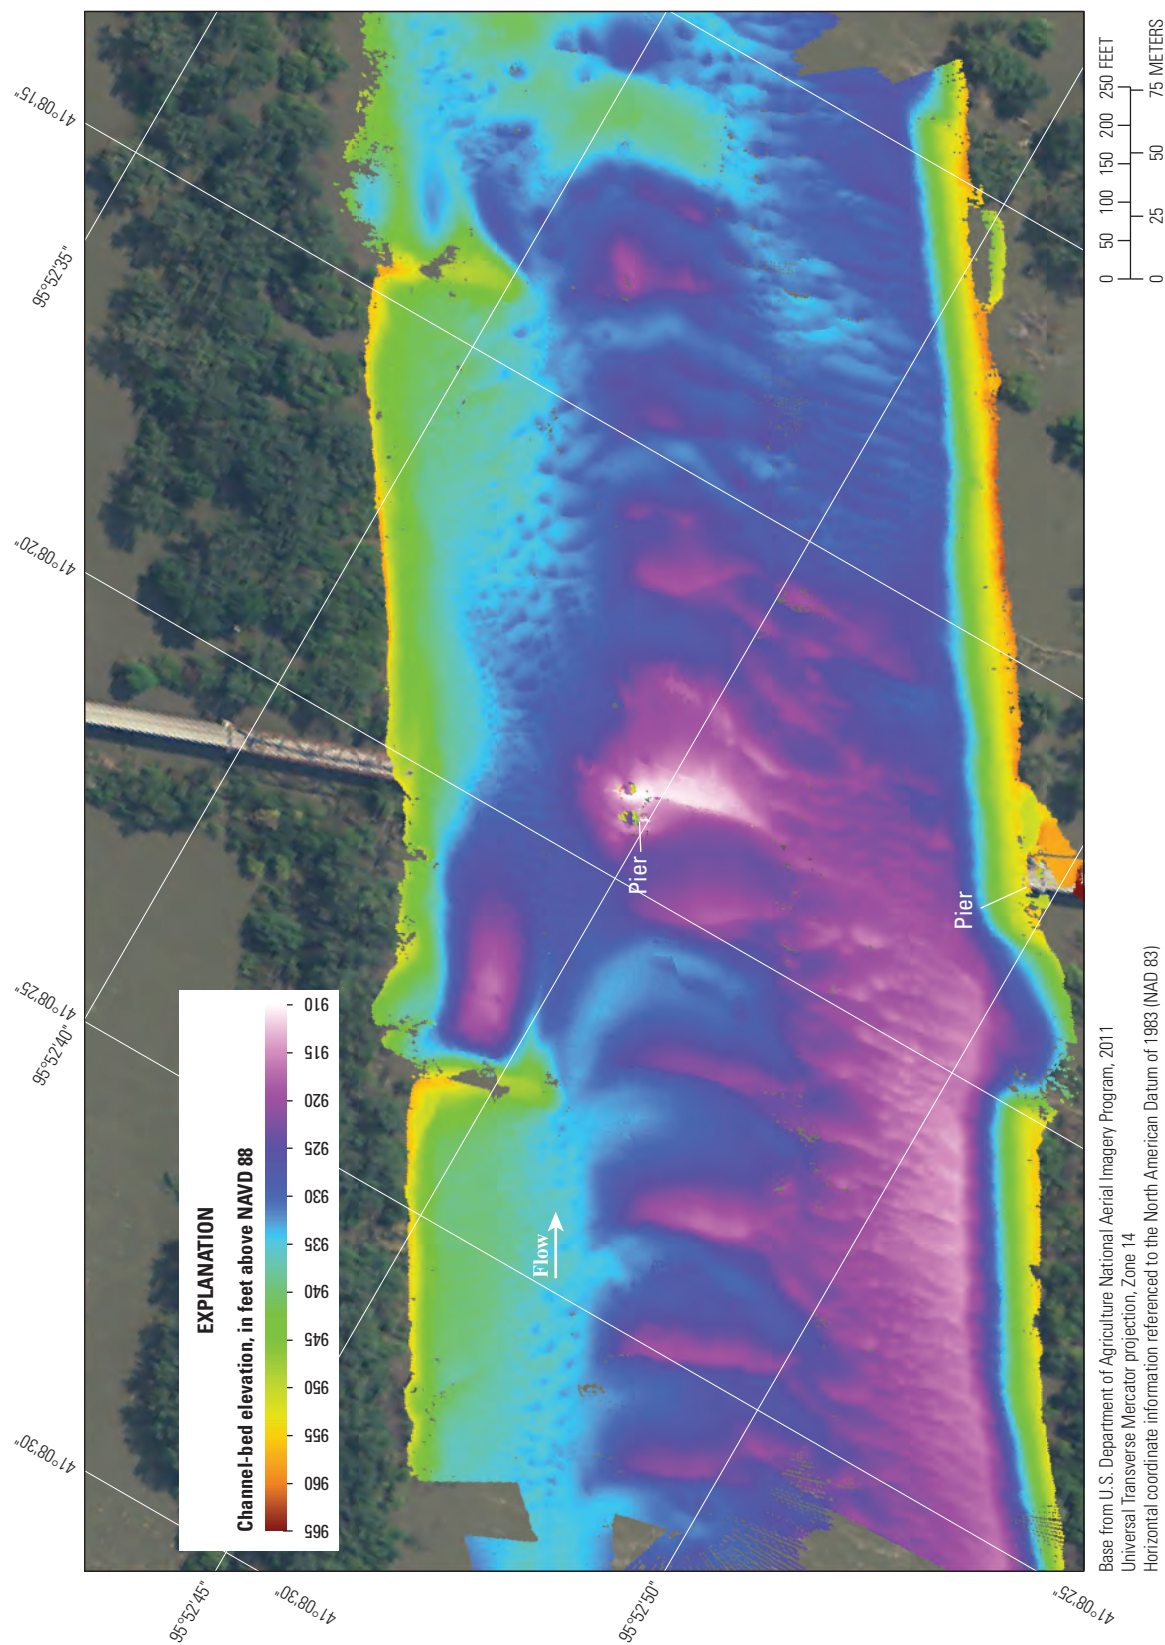 41°08'15"
95°52'35"
41°08'20"
41°08'25"
95°52'40"
41°08'30"
95°52'45"
41°08'30"
95°52'50"
41°08'25"
EXPLANATION
Channel-bed elevation, in feet above NAVD 88
965 960 955 950 945 940 935 930 925 920 915 910
Flow
Pier
Pier
0 50 100 150 200 250 FEET
0 25 50 75 METERS
Base from U.S. Department of Agriculture National Aerial Imagery Program, 2011
Universal Transverse Mercator projection, Zone 14
Horizontal coordinate information referenced to the North American Datum of 1983 (NAD 83)